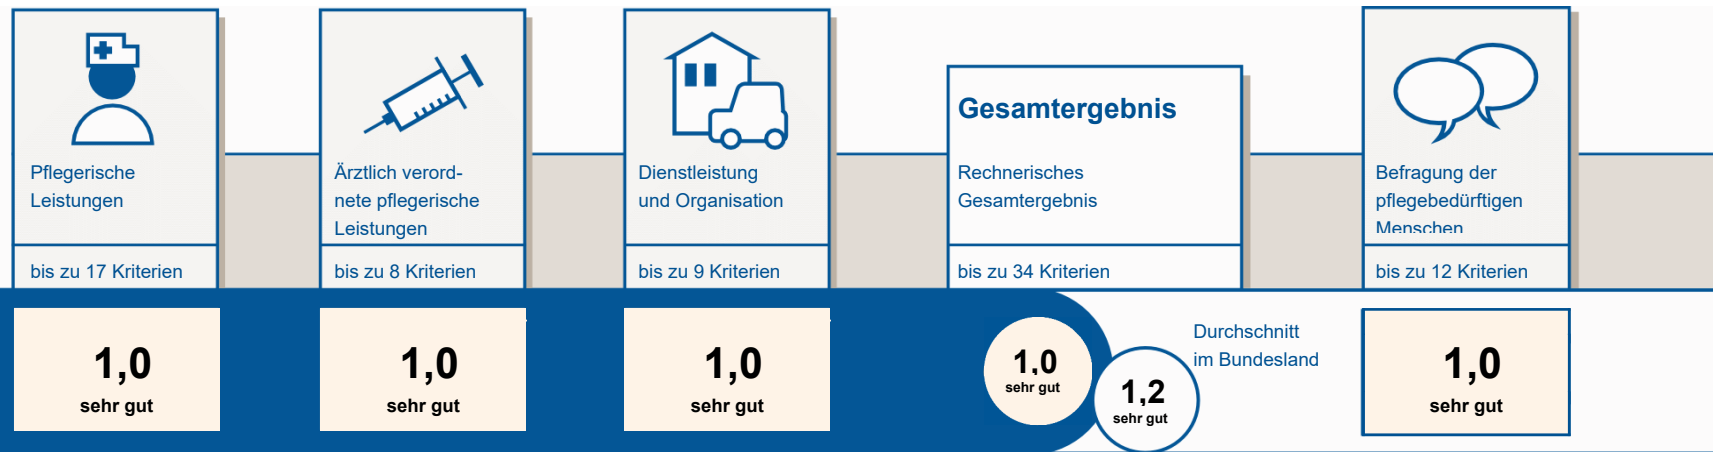 Pflegerische
Leistungen
bis zu 17 Kriterien
1,0
sehr gut
Ärztlich verord-
nete pflegerische
Leistungen
bis zu 8 Kriterien
1,0
sehr gut
Dienstleistung
und Organisation
bis zu 9 Kriterien
1,0
sehr gut
Gesamtergebnis
Rechnerisches
Gesamtergebnis
bis zu 34 Kriterien
1,0
sehr gut
1,2
sehr gut
Durchschnitt
im Bundesland
Befragung der
pflegebedürftigen
Menschen
bis zu 12 Kriterien
1,0
sehr gut